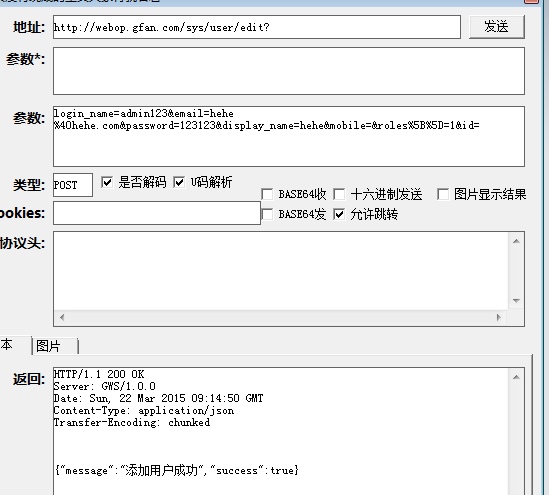 地址: http://webop.gfan.com/sys/user/edit? 发送
参数*:
参数: login_name=admin123&email=hehe
%40hehe.com&password=123123&display_name=hehe&mobile=&roles%5B%5D=1&id=
类型: POST 是否解码 U码解析
BASE64收 十六进制发送 图片显示结果
ookies: BASE64发 允许跳转
协议头:
本 图片
返回: HTTP/1.1 200 OK
Server: GWS/1.0.0
Date: Sun, 22 Mar 2015 09:14:50 GMT
Content-Type: application/json
Transfer-Encoding: chunked
{"message":"添加用户成功","success":true}